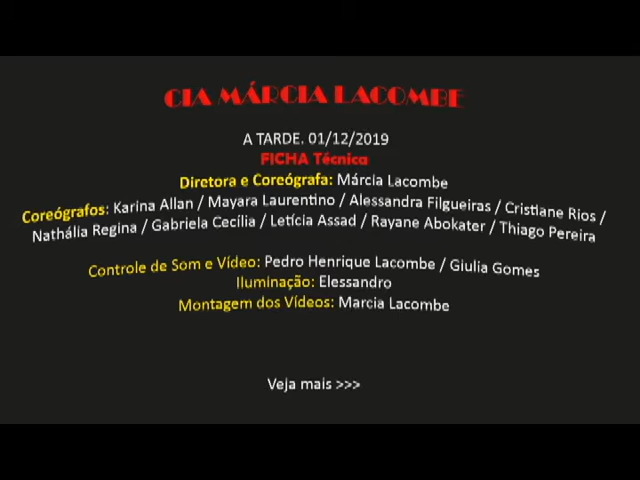 CIA MÁRCIA LACOMBE
A TARDE. 01/12/2019
FICHA Técnica
Diretora e Coreógrafa: Márcia Lacombe
Coreógrafos: Karina Allan / Mayara Laurentino / Alessandra Filgueiras / Cristiane Rios /
Nathália Regina / Gabriela Cecília / Letícia Assad / Rayane Abokater / Thiago Pereira
Controle de Som e Vídeo: Pedro Henrique Lacombe / Giulia Gomes
Iluminação: Elessandro
Montagem dos Vídeos: Marcia Lacombe
Veja mais >>>